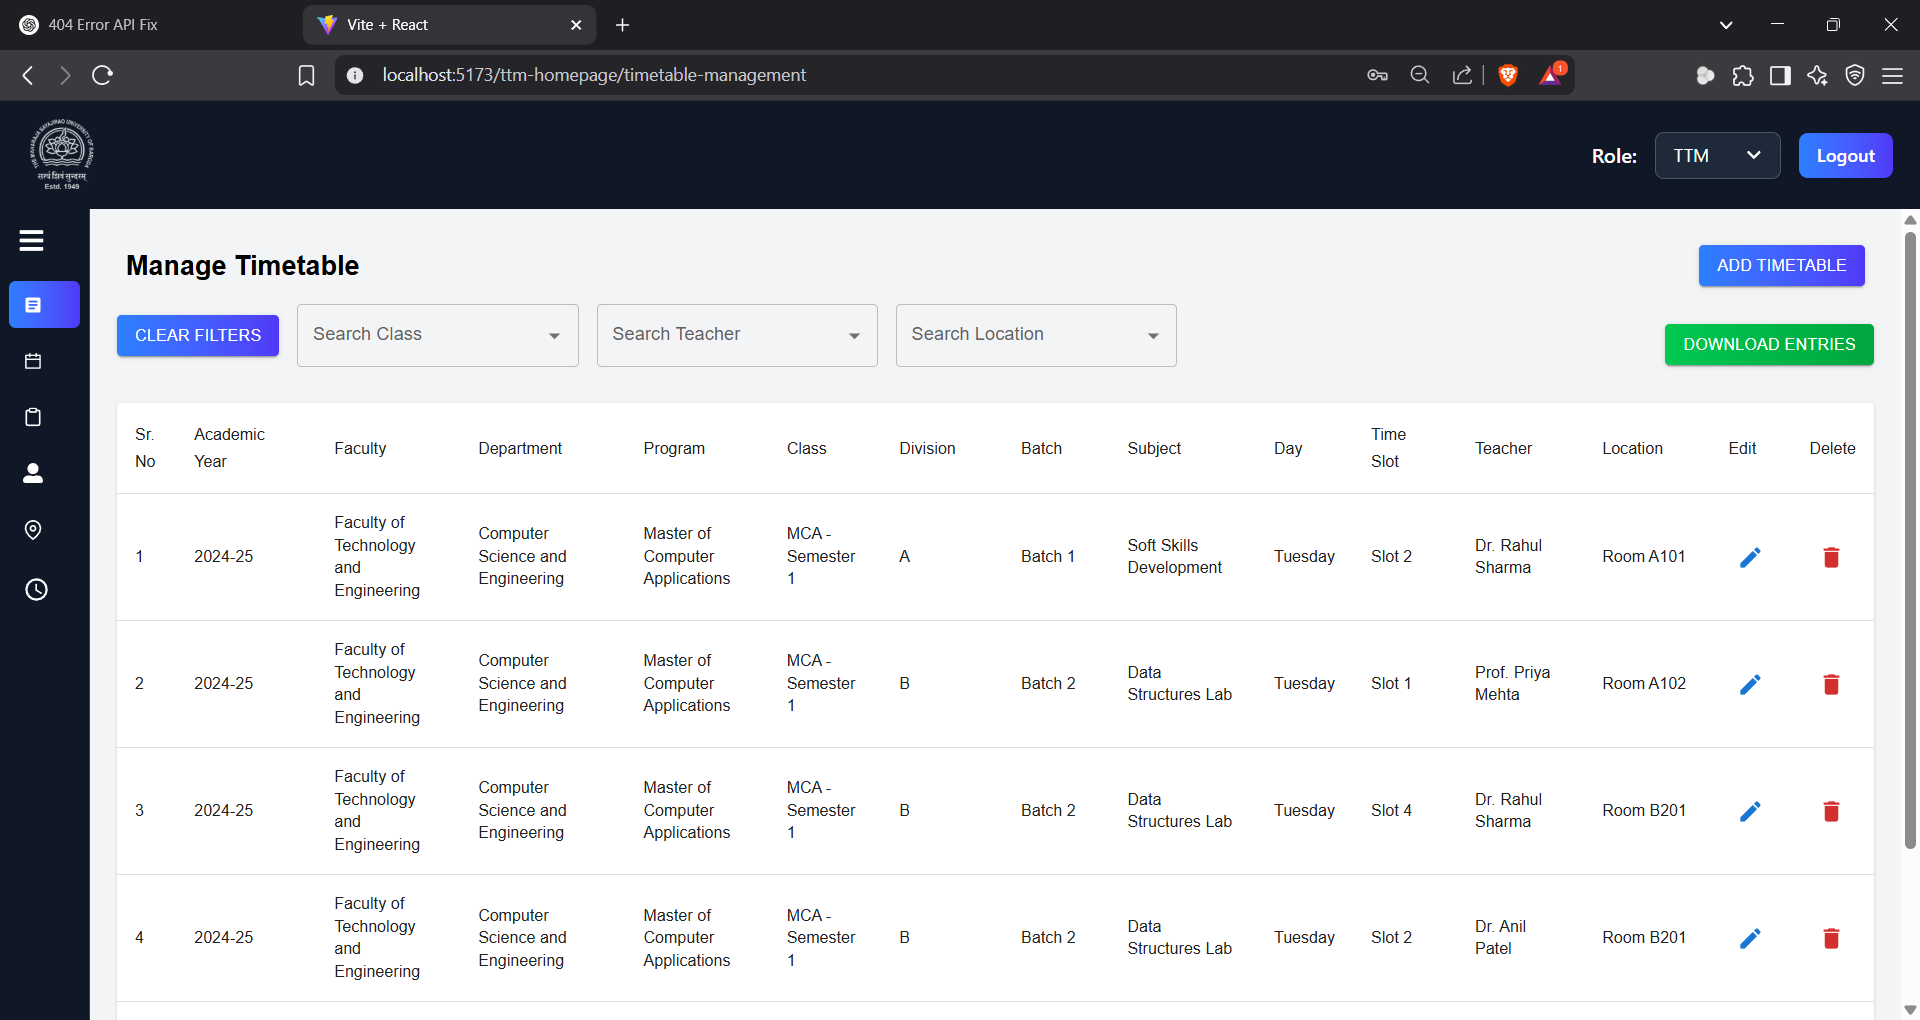 404 Error API Fix
Vite + React
localhost:5173/ttm-homepage/timetable-management
1
THE MAHARAJA SAYAJIRAO UNIVERSITY OF BARODA
सत्यं शिवं सुन्दरम्
Estd. 1949
Role:
TTM
Logout
Manage Timetable
ADD TIMETABLE
CLEAR FILTERS
Search Class
Search Teacher
Search Location
DOWNLOAD ENTRIES
Sr. No
Academic Year
Faculty
Department
Program
Class
Division
Batch
Subject
Day
Time Slot
Teacher
Location
Edit
Delete
1
2024-25
Faculty of
Technology
and
Engineering
Computer
Science and
Engineering
Master of
Computer
Applications
MCA -
Semester
1
A
Batch 1
Soft Skills
Development
Tuesday
Slot 2
Dr. Rahul
Sharma
Room A101
2
2024-25
Faculty of
Technology
and
Engineering
Computer
Science and
Engineering
Master of
Computer
Applications
MCA -
Semester
1
B
Batch 2
Data
Structures Lab
Tuesday
Slot 1
Prof. Priya
Mehta
Room A102
3
2024-25
Faculty of
Technology
and
Engineering
Computer
Science and
Engineering
Master of
Computer
Applications
MCA -
Semester
1
B
Batch 2
Data
Structures Lab
Tuesday
Slot 4
Dr. Rahul
Sharma
Room B201
4
2024-25
Faculty of
Technology
and
Engineering
Computer
Science and
Engineering
Master of
Computer
Applications
MCA -
Semester
1
B
Batch 2
Data
Structures Lab
Tuesday
Slot 2
Dr. Anil
Patel
Room B201